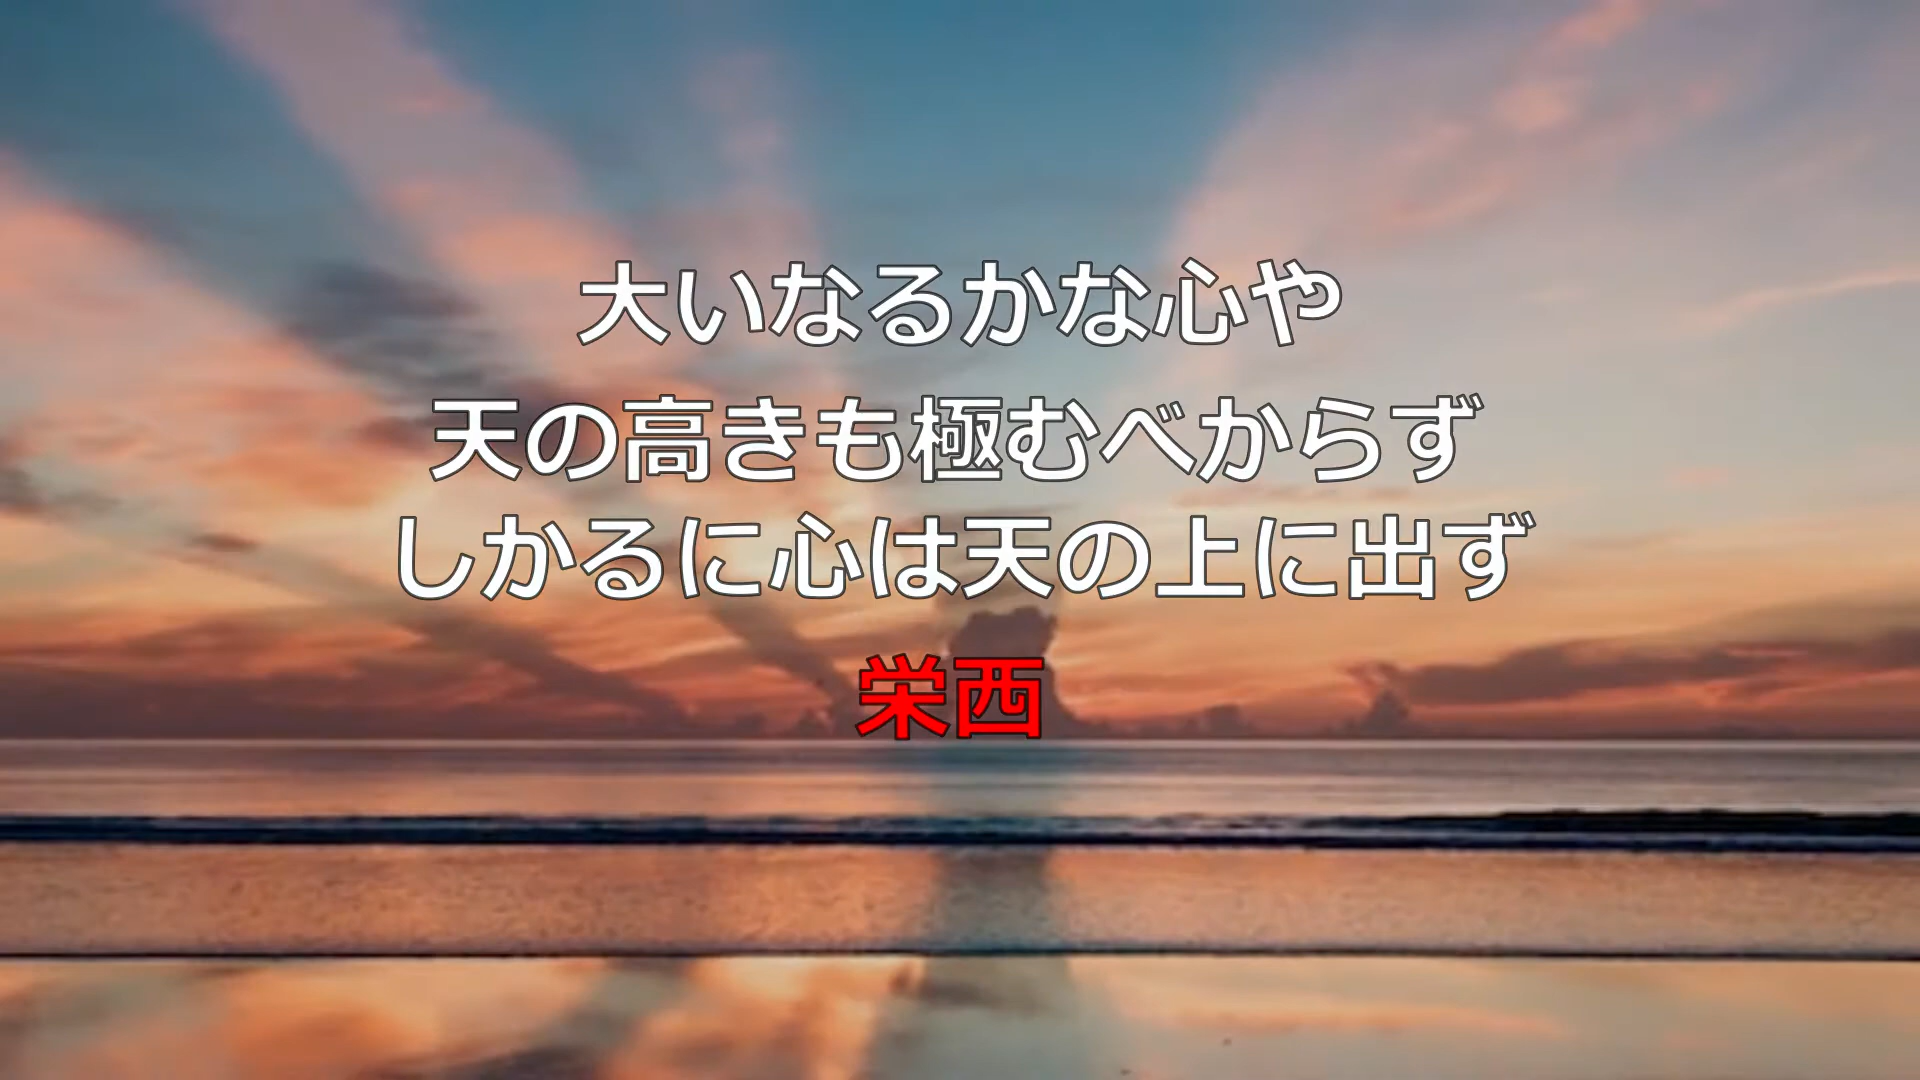 大いなるかな心や
天の高きも極むべからず
しかるに心は天の上に出ず
栄西